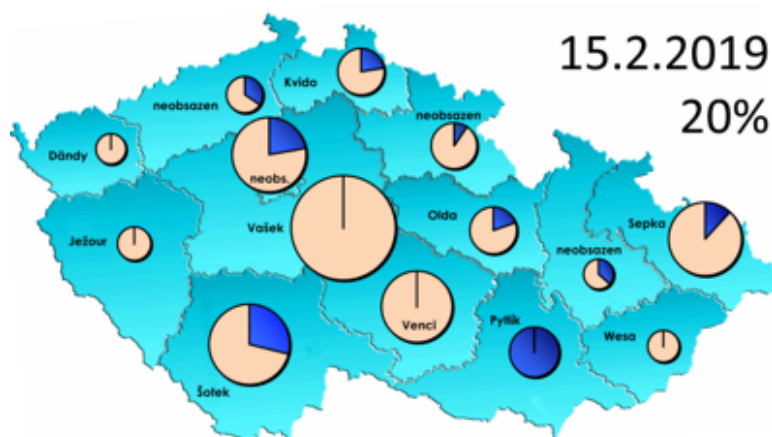 15.2.2019
20%
Kvido
neobsazen
neobsazen
Dändy
neobs.
Vašek
Olda
Sepka
Ježour
neobsazen
Venci
Pytlík
Wesa
Šotek